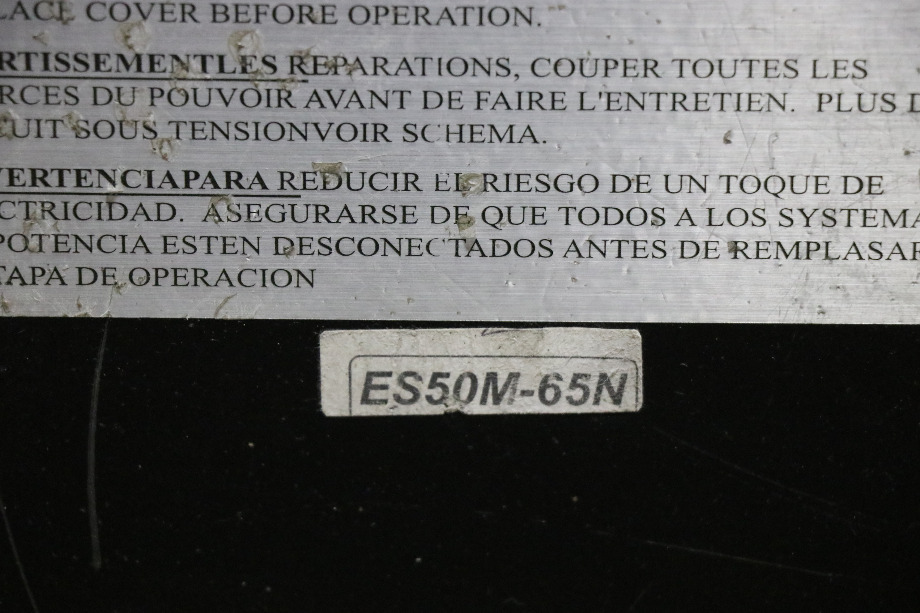 LACE COVER BEFORE OPERATION.
RTISSEMENTLES REPARATIONS, COUPER TOUTES LES
RCES DU POUVOIR AVANT DE FAIRE L'ENTRETIEN. PLUS D
CUIT SOUS TENSIONVOIR SCHEMA.
VERTENCIAPARA REDUCIR EL RIESGO DE UN TOQUE DE
CTRICIDAD. ASEGURARSE DE QUE TODOS A LOS SYSTEMA
POTENCIA ESTEN DESCONECTADOS ANTES DE REMPLASAR
TAPA DE OPERACION
ES50M-65N